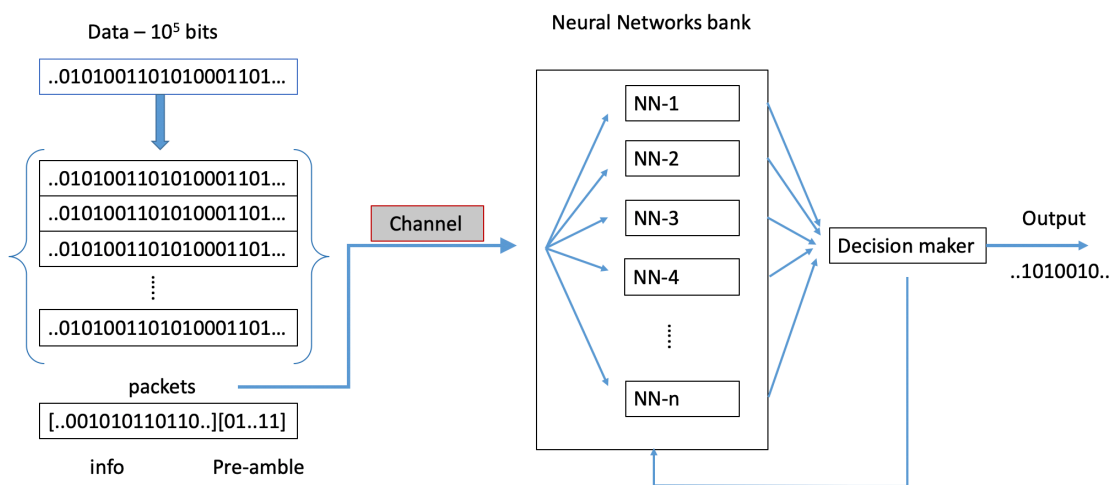 Data – 10⁵ bits
..0101001101010001101...
..0101001101010001101...
..0101001101010001101...
..0101001101010001101...
..0101001101010001101...
packets
[..001010110110..][01..11]
info Pre-amble
Channel
Neural Networks bank
NN-1
NN-2
NN-3
NN-4
NN-n
Decision maker
Output
..1010010..